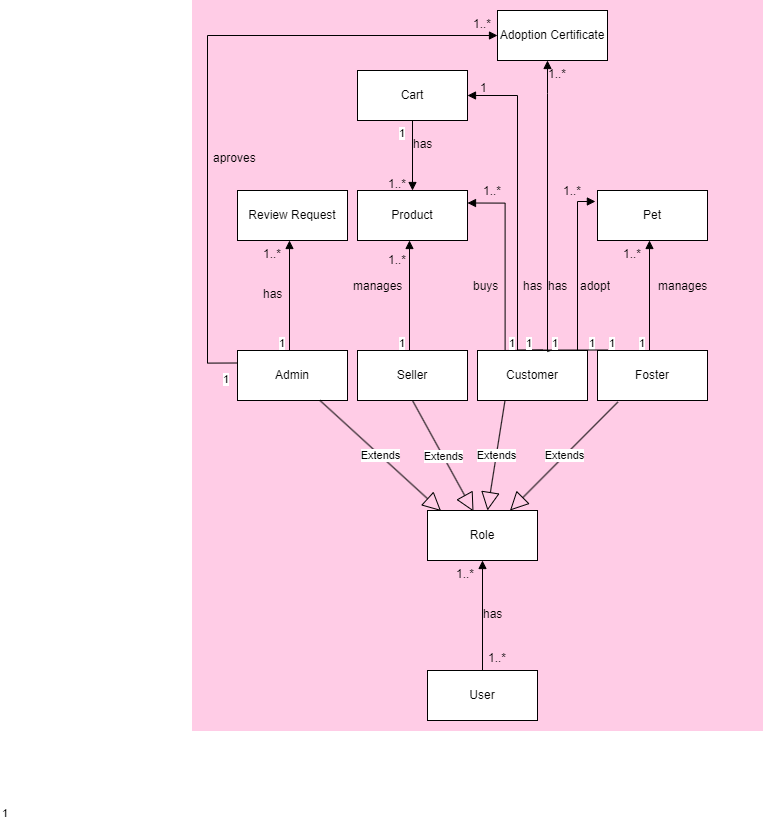 1..*
Adoption Certificate
1..*
Cart
1
1
has
aproves
1..*
1..*
1..*
Review Request
Product
Pet
1..*
1..*
1..*
has
manages
buys
has
has
adopt
manages
1
1
1
1
1
1
1
1
1
Admin
Seller
Customer
Foster
Extends
Extends
Extends
Extends
Role
1..*
has
1..*
User
1